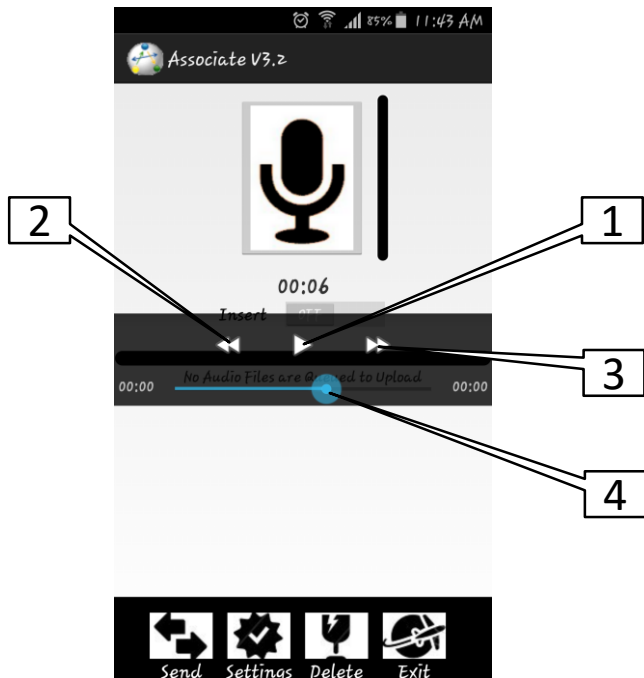 85% 11:43 AM
Associate V3.2
2
1
00:06
Insert OFF
3
No Audio Files are Queued to Upload
00:00 00:00
4
Send Settings Delete Exit